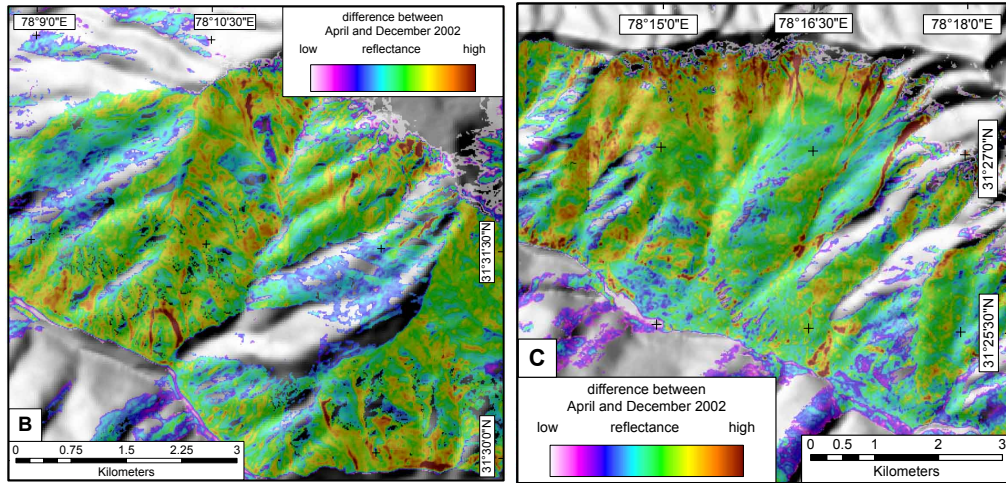 78°9'0"E
78°10'30"E
difference between
April and December 2002
low reflectance high
31°31'30"N
31°30'0"N
B
0 0.75 1.5 2.25 3
Kilometers
78°15'0"E
78°16'30"E
78°18'0"E
31°27'0"N
31°25'30"N
C
difference between
April and December 2002
low reflectance high
0 0.5 1 2 3
Kilometers